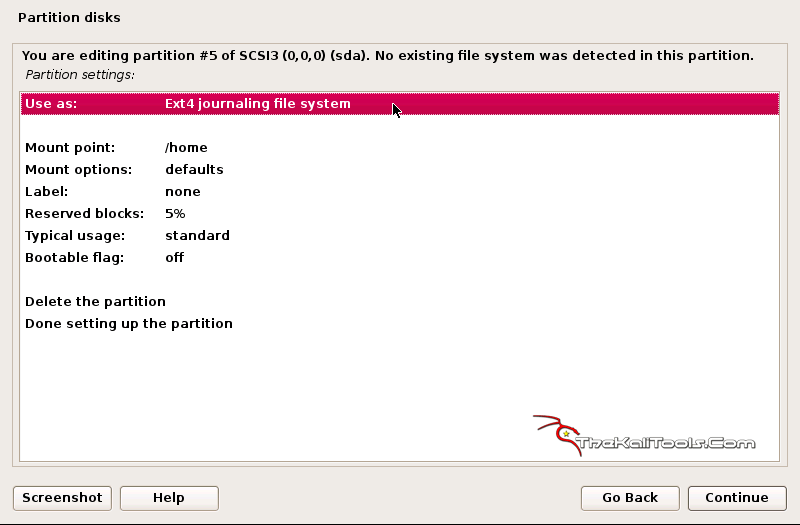 Partition disks
You are editing partition #5 of SCSI3 (0,0,0) (sda). No existing file system was detected in this partition.
Partition settings:
Use as: Ext4 journaling file system
Mount point: /home
Mount options: defaults
Label: none
Reserved blocks: 5%
Typical usage: standard
Bootable flag: off
Delete the partition
Done setting up the partition
TheKaliTools.Com
Screenshot Help Go Back Continue